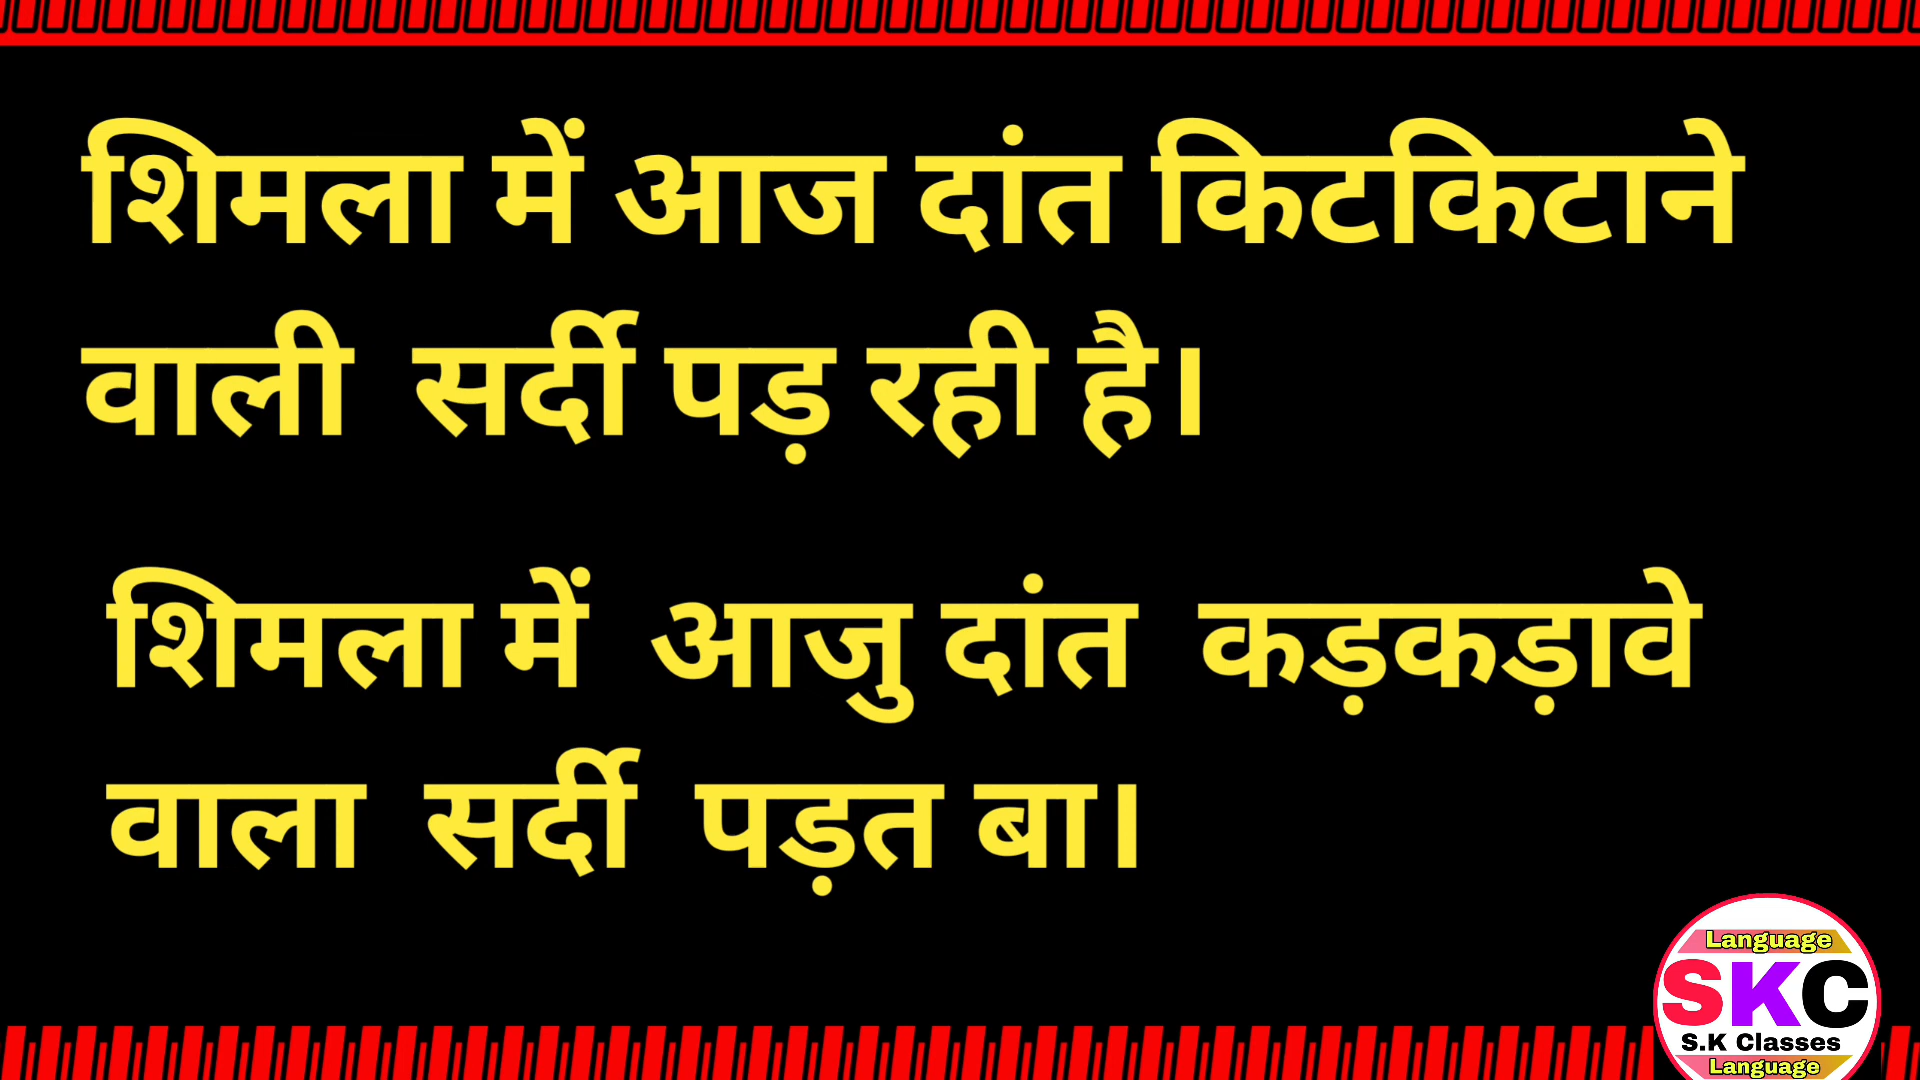 शिमला में आज दांत किटकिटाने
वाली सर्दी पड़ रही है।
शिमला में आजु दांत कड़कड़ावे
वाला सर्दी पड़त बा।
Language
SKC
S.K Classes
Language